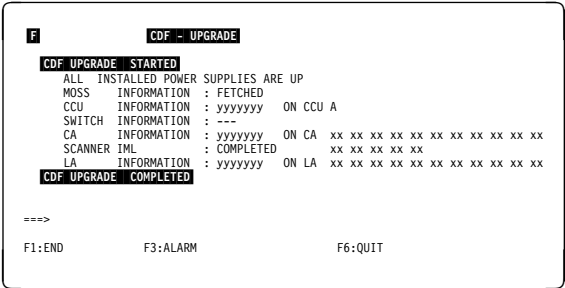 F CDF - UPGRADE
CDF UPGRADE STARTED
ALL INSTALLED POWER SUPPLIES ARE UP
MOSS INFORMATION : FETCHED
CCU INFORMATION : yyyyyyy ON CCU A
SWITCH INFORMATION : ---
CA INFORMATION : yyyyyyy ON CA xx xx xx xx xx xx xx xx xx xx xx
SCANNER IML : COMPLETED xx xx xx xx xx
LA INFORMATION : yyyyyyy ON LA xx xx xx xx xx xx xx xx xx xx xx
CDF UPGRADE COMPLETED
===>
F1:END F3:ALARM F6:QUIT